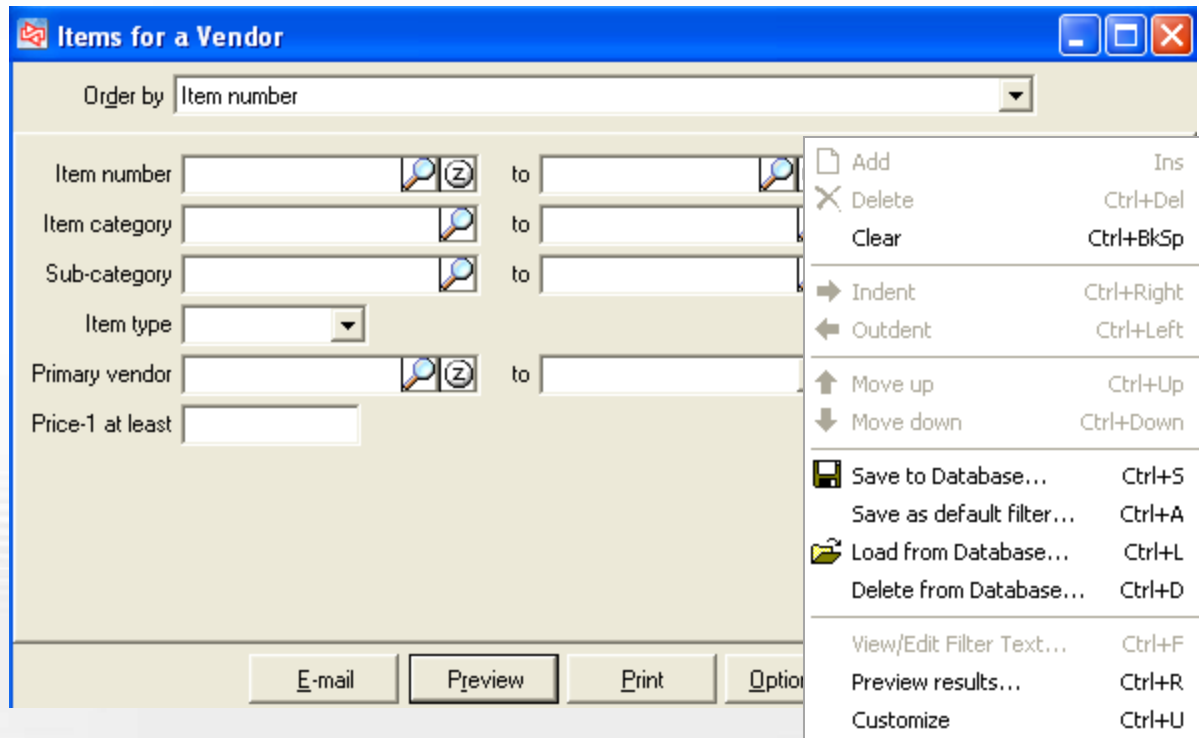 Items for a Vendor
Order by Item number
Item number Z to
Item category to
Sub-category to
Item type
Primary vendor Z to
Price-1 at least
E-mail Preview Print Optio
Add Ins
Delete Ctrl+Del
Clear Ctrl+BkSp
Indent Ctrl+Right
Outdent Ctrl+Left
Move up Ctrl+Up
Move down Ctrl+Down
Save to Database... Ctrl+S
Save as default filter... Ctrl+A
Load from Database... Ctrl+L
Delete from Database... Ctrl+D
View/Edit Filter Text... Ctrl+F
Preview results... Ctrl+R
Customize Ctrl+U